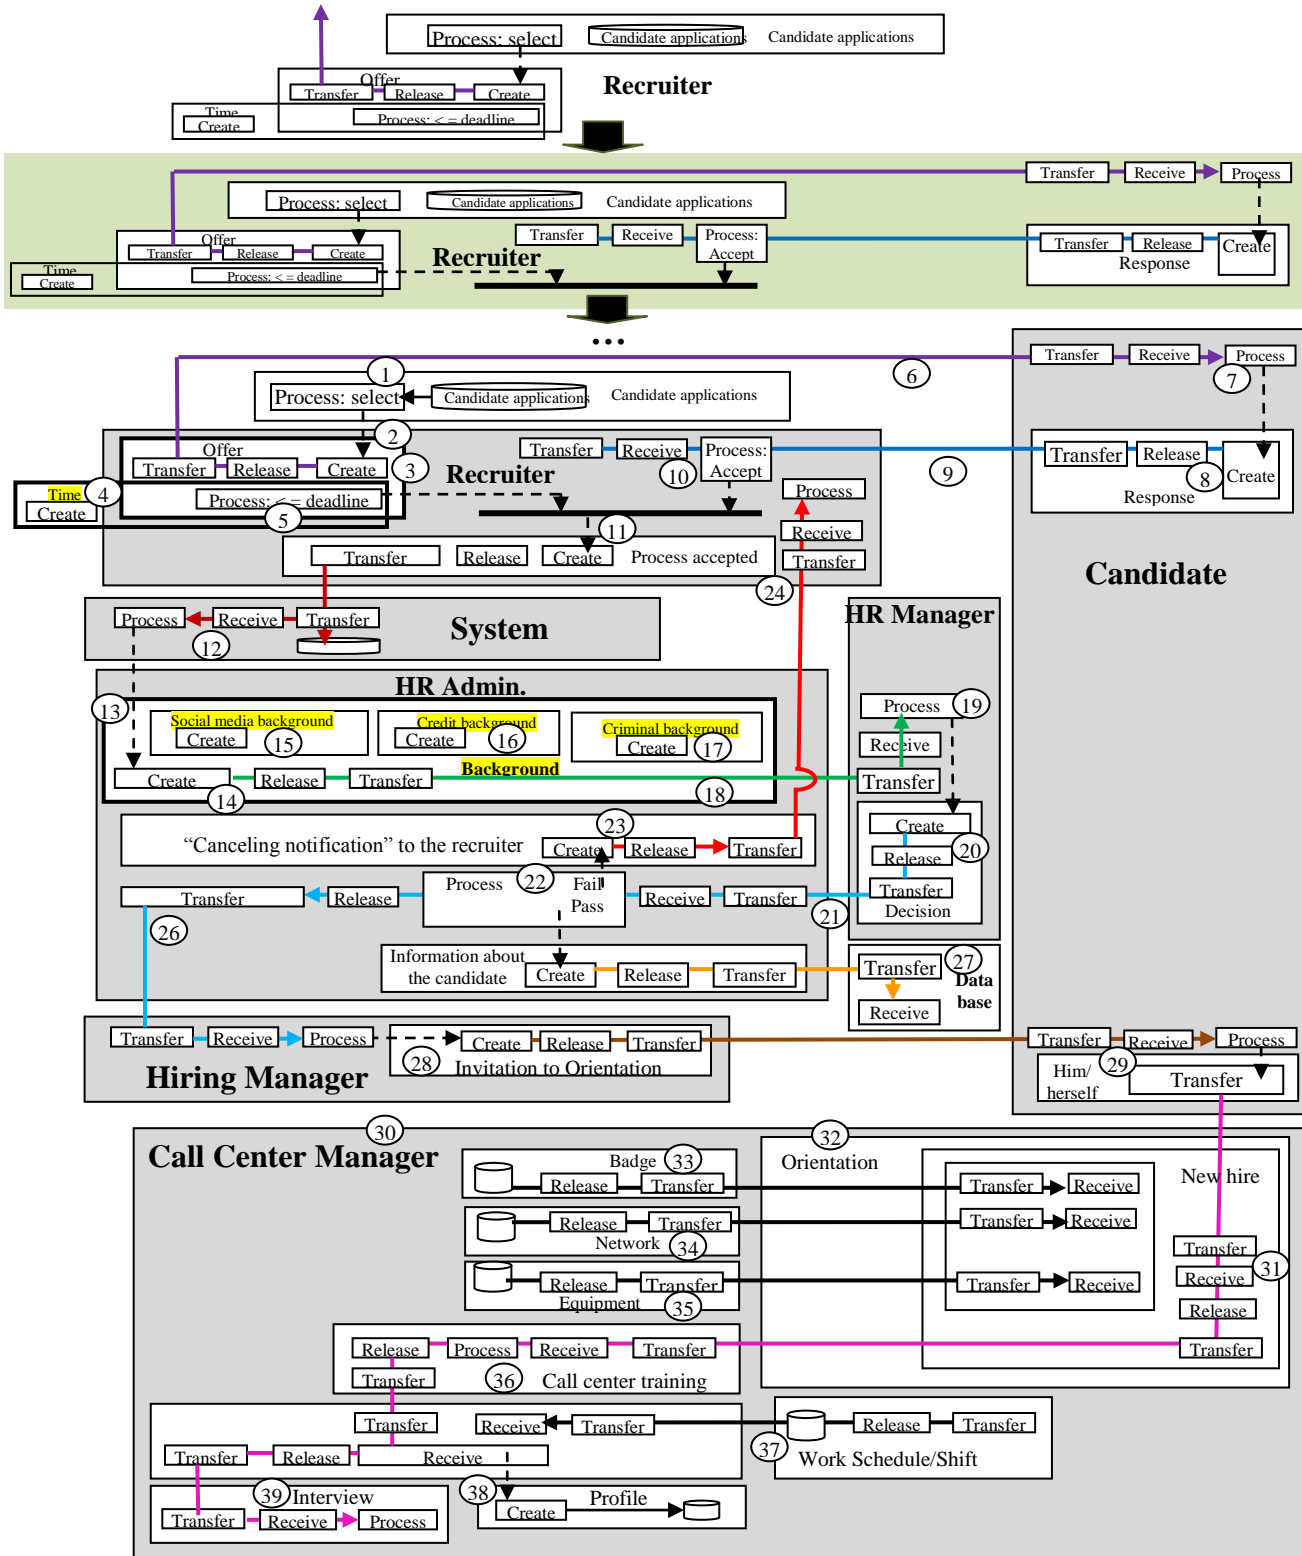 Process: select
Candidate applications
Candidate applications
Offer
Transfer
Release
Create
Recruiter
Time
Create
Process: < = deadline
Transfer
Receive
Process
Process: select
Candidate applications
Candidate applications
Offer
Transfer
Release
Create
Recruiter
Transfer
Receive
Process:
Accept
Transfer
Release
Create
Response
Time
Create
Process: < = deadline
...
1
6
Transfer
Receive
Process
7
Process: select
Candidate applications
Candidate applications
2
Offer
Transfer
Release
Create
3
Recruiter
Transfer
Receive
10
Process:
Accept
9
Transfer
Release
8
Create
Response
Time
4
Create
Process: < = deadline
5
Process
Receive
Transfer
11
Transfer
Release
Create
Process accepted
24
Candidate
HR Manager
Process
Receive
Transfer
System
12
HR Admin.
13
Social media background
Create
15
Credit background
Create
16
Criminal background
Create
17
Process
19
Receive
Transfer
Create
Release
Transfer
Background
14
18
“Canceling notification” to the recruiter
23
Create
Release
Transfer
Create
Release
20
Transfer
Decision
Transfer
Release
Process
22
Fail
Pass
Receive
Transfer
21
26
Information about
the candidate
Create
Release
Transfer
Transfer
27
Data
base
Receive
Transfer
Receive
Process
28
Create
Release
Transfer
Invitation to Orientation
Hiring Manager
Transfer
Receive
Process
29
Him/
herself
Transfer
30
Call Center Manager
32
Orientation
Badge
33
Release
Transfer
Transfer
Receive
New hire
Release
Transfer
Network
34
Transfer
Receive
Transfer
Receive
31
Release
Transfer
Release
Transfer
Equipment
35
Transfer
Receive
Release
Process
Receive
Transfer
Transfer
36
Call center training
Transfer
Receive
Transfer
Release
Transfer
37
Work Schedule/Shift
Transfer
Release
Receive
39
Interview
Transfer
Receive
Process
38
Profile
Create